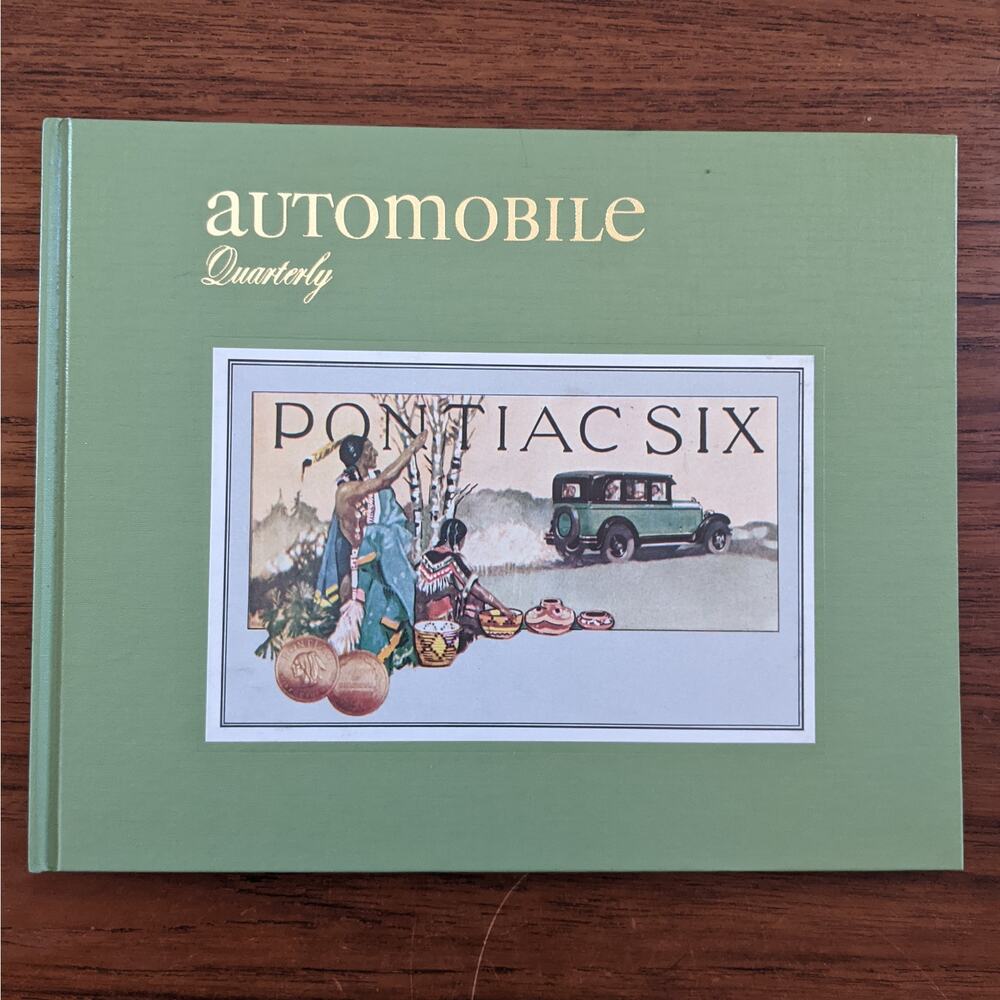 aUTOmOBILe
Quarterly
PONTIAC SIX